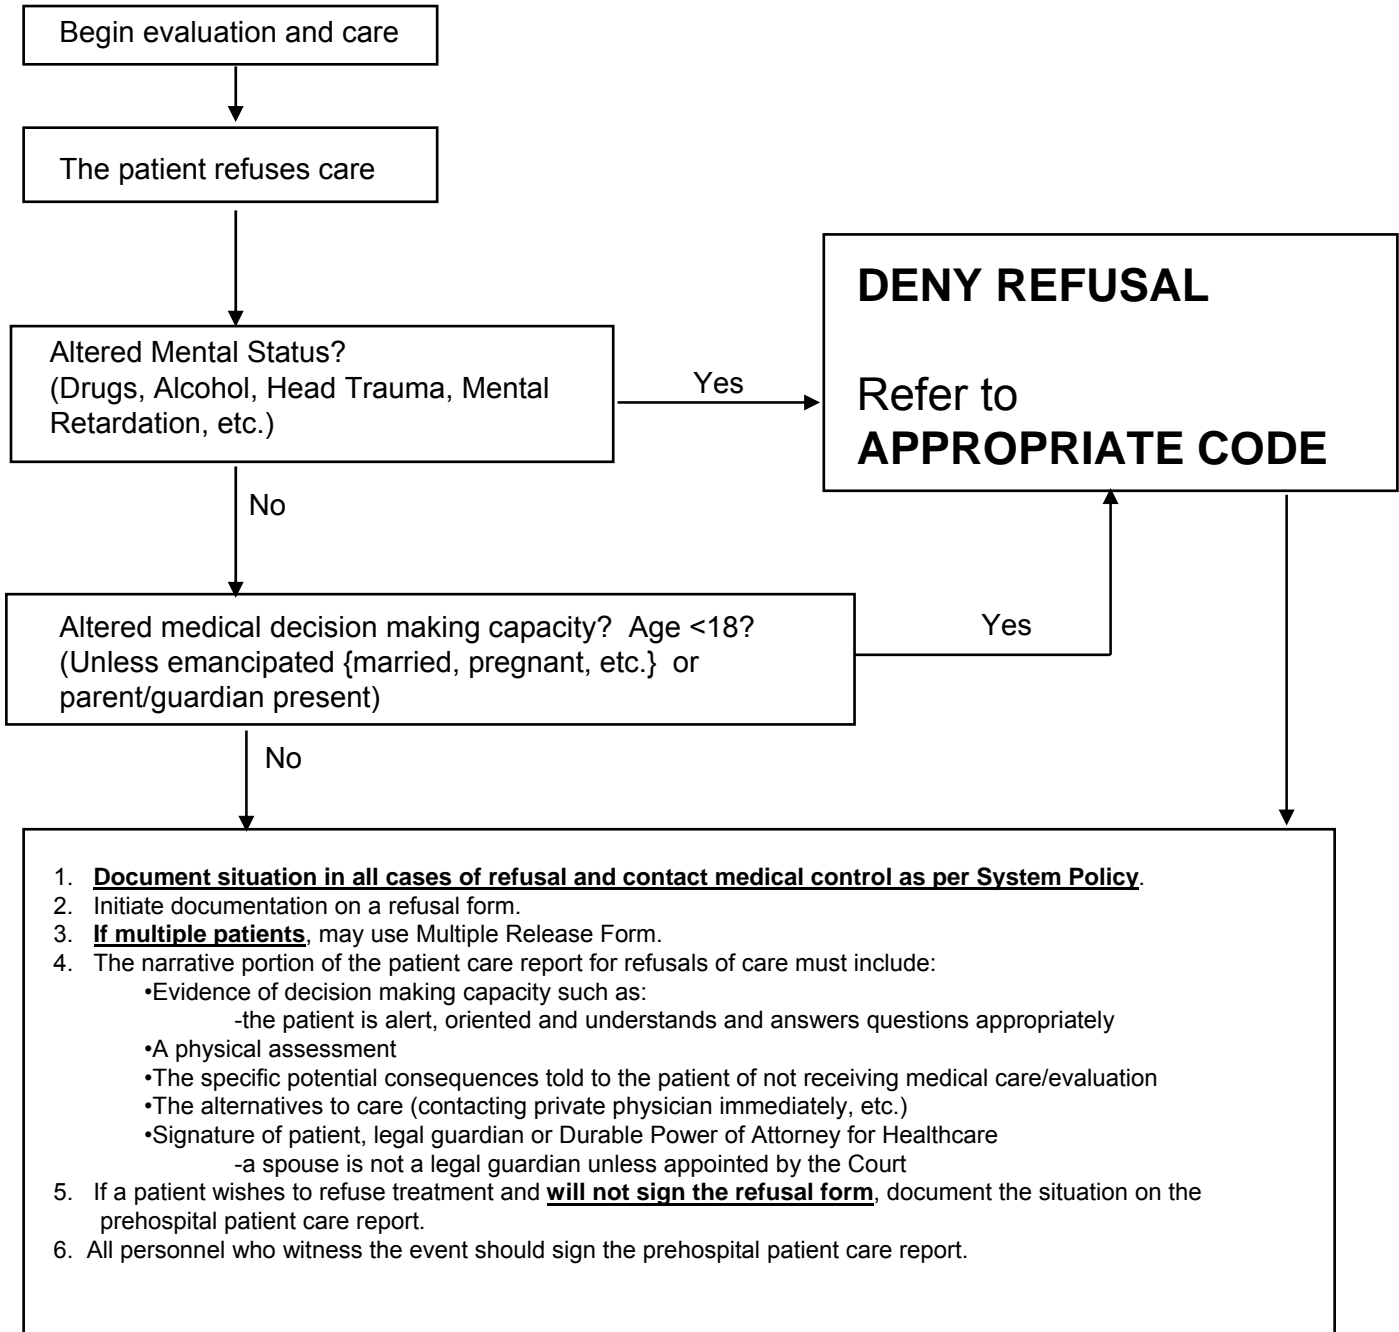 Begin evaluation and care
The patient refuses care
Altered Mental Status?
(Drugs, Alcohol, Head Trauma, Mental
Retardation, etc.)
Yes
DENY REFUSAL
Refer to
APPROPRIATE CODE
No
Altered medical decision making capacity? Age <18?
(Unless emancipated {married, pregnant, etc.} or
parent/guardian present)
Yes
No
1. Document situation in all cases of refusal and contact medical control as per System Policy.
2. Initiate documentation on a refusal form.
3. If multiple patients, may use Multiple Release Form.
4. The narrative portion of the patient care report for refusals of care must include:
•Evidence of decision making capacity such as:
-the patient is alert, oriented and understands and answers questions appropriately
•A physical assessment
•The specific potential consequences told to the patient of not receiving medical care/evaluation
•The alternatives to care (contacting private physician immediately, etc.)
•Signature of patient, legal guardian or Durable Power of Attorney for Healthcare
-a spouse is not a legal guardian unless appointed by the Court
5. If a patient wishes to refuse treatment and will not sign the refusal form, document the situation on the
prehospital patient care report.
6. All personnel who witness the event should sign the prehospital patient care report.